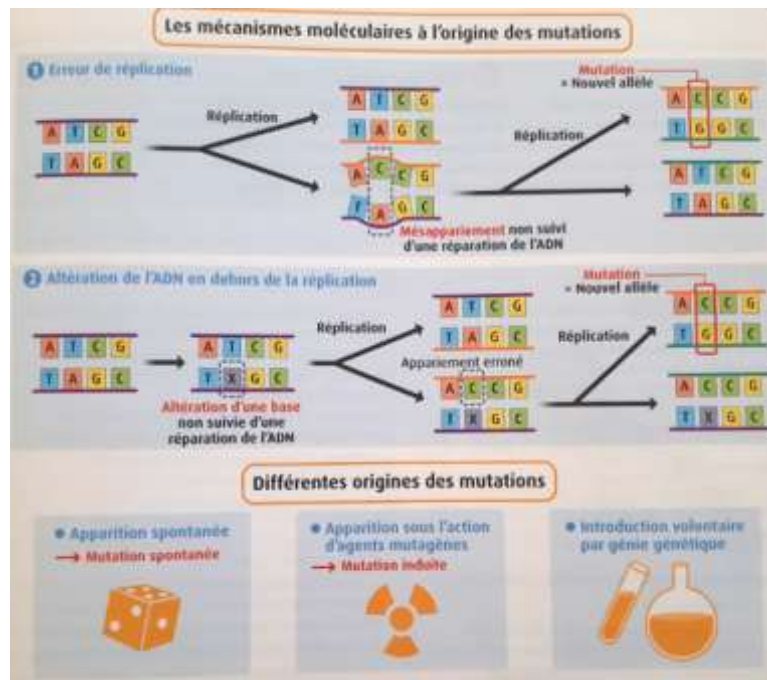 Les mécanismes moléculaires à l'origine des mutations
1 Erreur de réplication
Mutation
= Nouvel allèle
A T C G
T A G C
Réplication
A T C G
T A G C
A C C G
T A G C
Mésappariement non suivi
d'une réparation de l'ADN
Réplication
A C C G
T G G C
A T C G
T A G C
2 Altération de l'ADN en dehors de la réplication
Mutation
= Nouvel allèle
A T C G
T A G C
A T C G
T X G C
Altération d'une base
non suivie d'une
réparation de l'ADN
Réplication
A T C G
T A G C
Appariement erroné
A C C G
T X G C
Réplication
A C C G
T G G C
A C C G
T X G C
Différentes origines des mutations
• Apparition spontanée
→ Mutation spontanée
• Apparition sous l'action
d'agents mutagènes
→ Mutation induite
• Introduction volontaire
par génie génétique